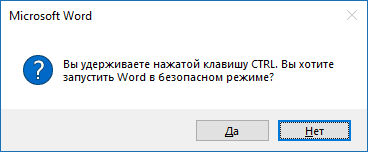 Microsoft Word
Вы удерживаете нажатой клавишу CTRL. Вы хотите
запустить Word в безопасном режиме?
Да
Нет